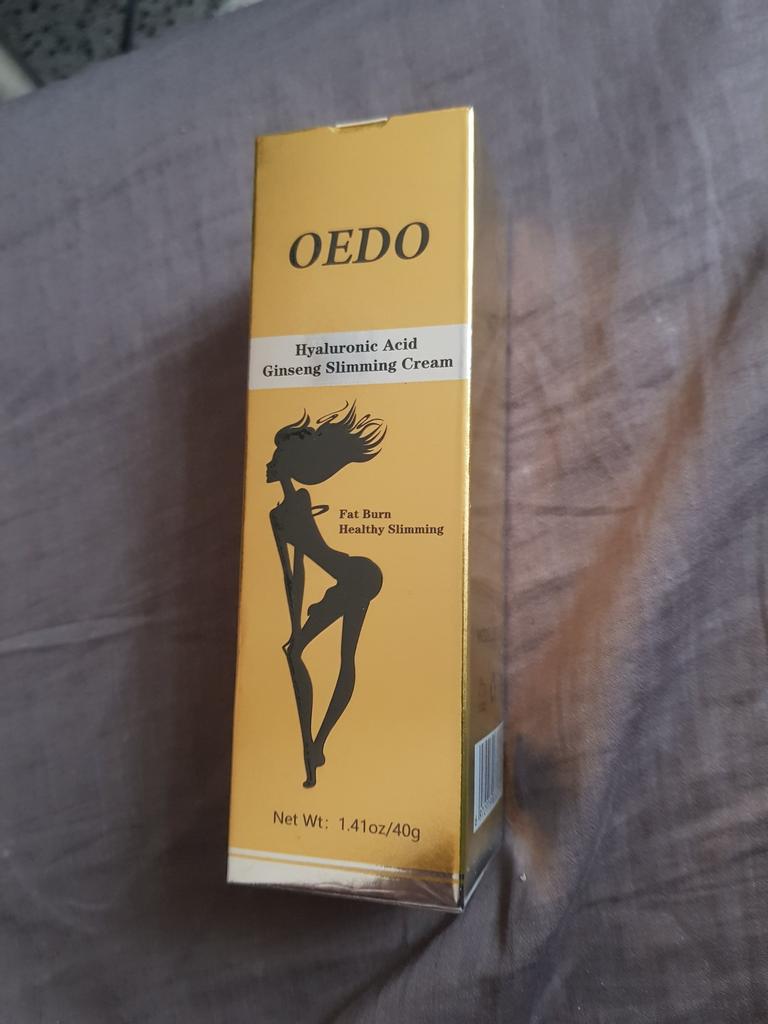 OEDO
Hyaluronic Acid
Ginseng Slimming Cream
Fat Burn
Healthy Slimming
Net Wt: 1.41oz/40g